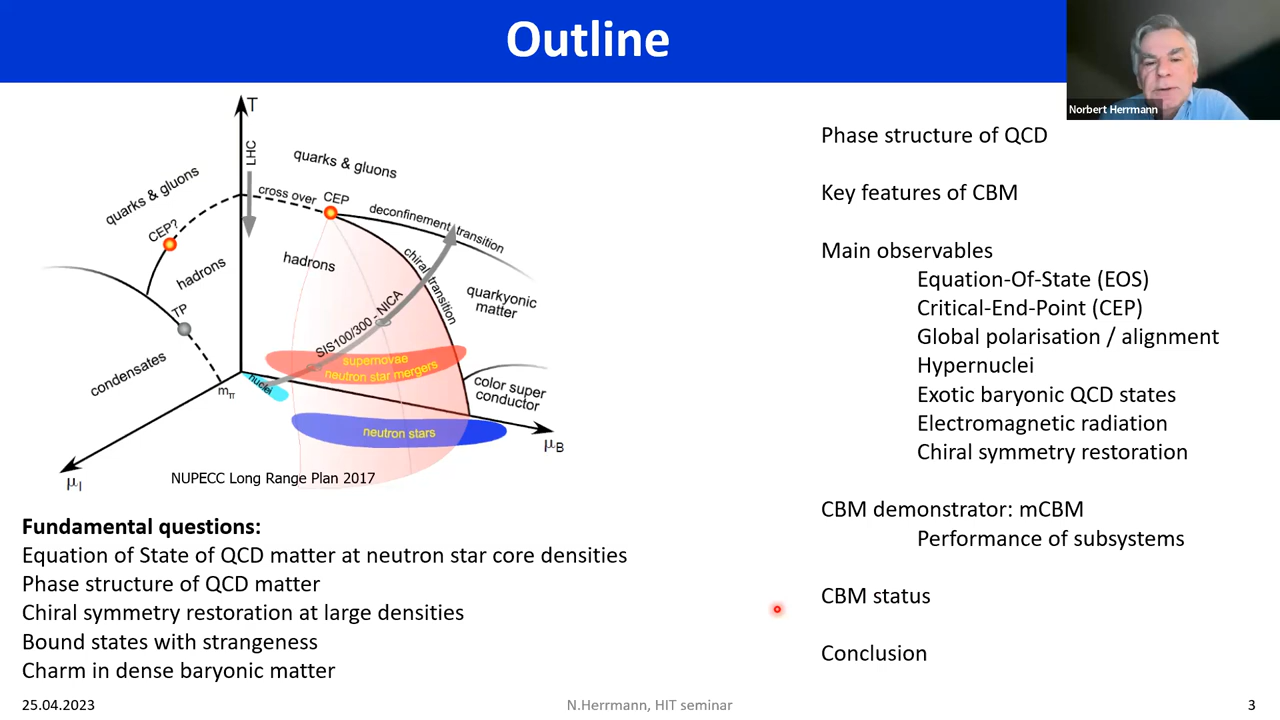 Outline
Norbert Herrmann
T
LHC
quarks & gluons
quarks & gluons
cross over
CEP
deconfinement transition
CEP?
hadrons
hadrons
chiral transition
quarkyonic
matter
TP
SIS100/300 - NICA
condensates
supernovae
neutron star mergers
nuclei
mπ
color super
conductor
neutron stars
μB
μI
NUPECC Long Range Plan 2017
Fundamental questions:
Equation of State of QCD matter at neutron star core densities
Phase structure of QCD matter
Chiral symmetry restoration at large densities
Bound states with strangeness
Charm in dense baryonic matter
Phase structure of QCD
Key features of CBM
Main observables
Equation-Of-State (EOS)
Critical-End-Point (CEP)
Global polarisation / alignment
Hypernuclei
Exotic baryonic QCD states
Electromagnetic radiation
Chiral symmetry restoration
CBM demonstrator: mCBM
Performance of subsystems
CBM status
Conclusion
25.04.2023
N.Herrmann, HIT seminar
3